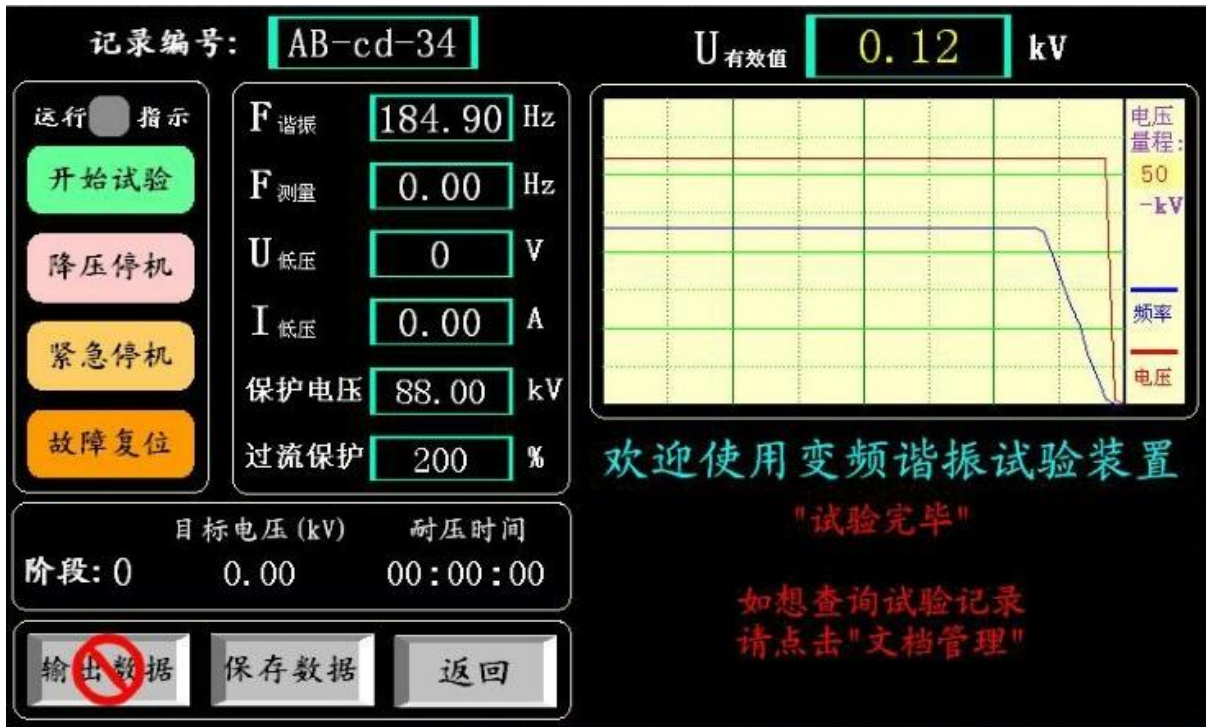 记录编号: AB-cd-34
U有效值 0.12 kV
运行 指示
开始试验
降压停机
紧急停机
故障复位
F谐振 184.90 Hz
F测量 0.00 Hz
U低压 0 V
I低压 0.00 A
保护电压 88.00 kV
过流保护 200 %
电压
量程:
50
-kV
频率
电压
欢迎使用变频谐振试验装置
"试验完毕"
如想查询试验记录
请点击"文档管理"
目标电压(kV) 耐压时间
阶段: 0 0.00 00:00:00
输出数据 保存数据 返回